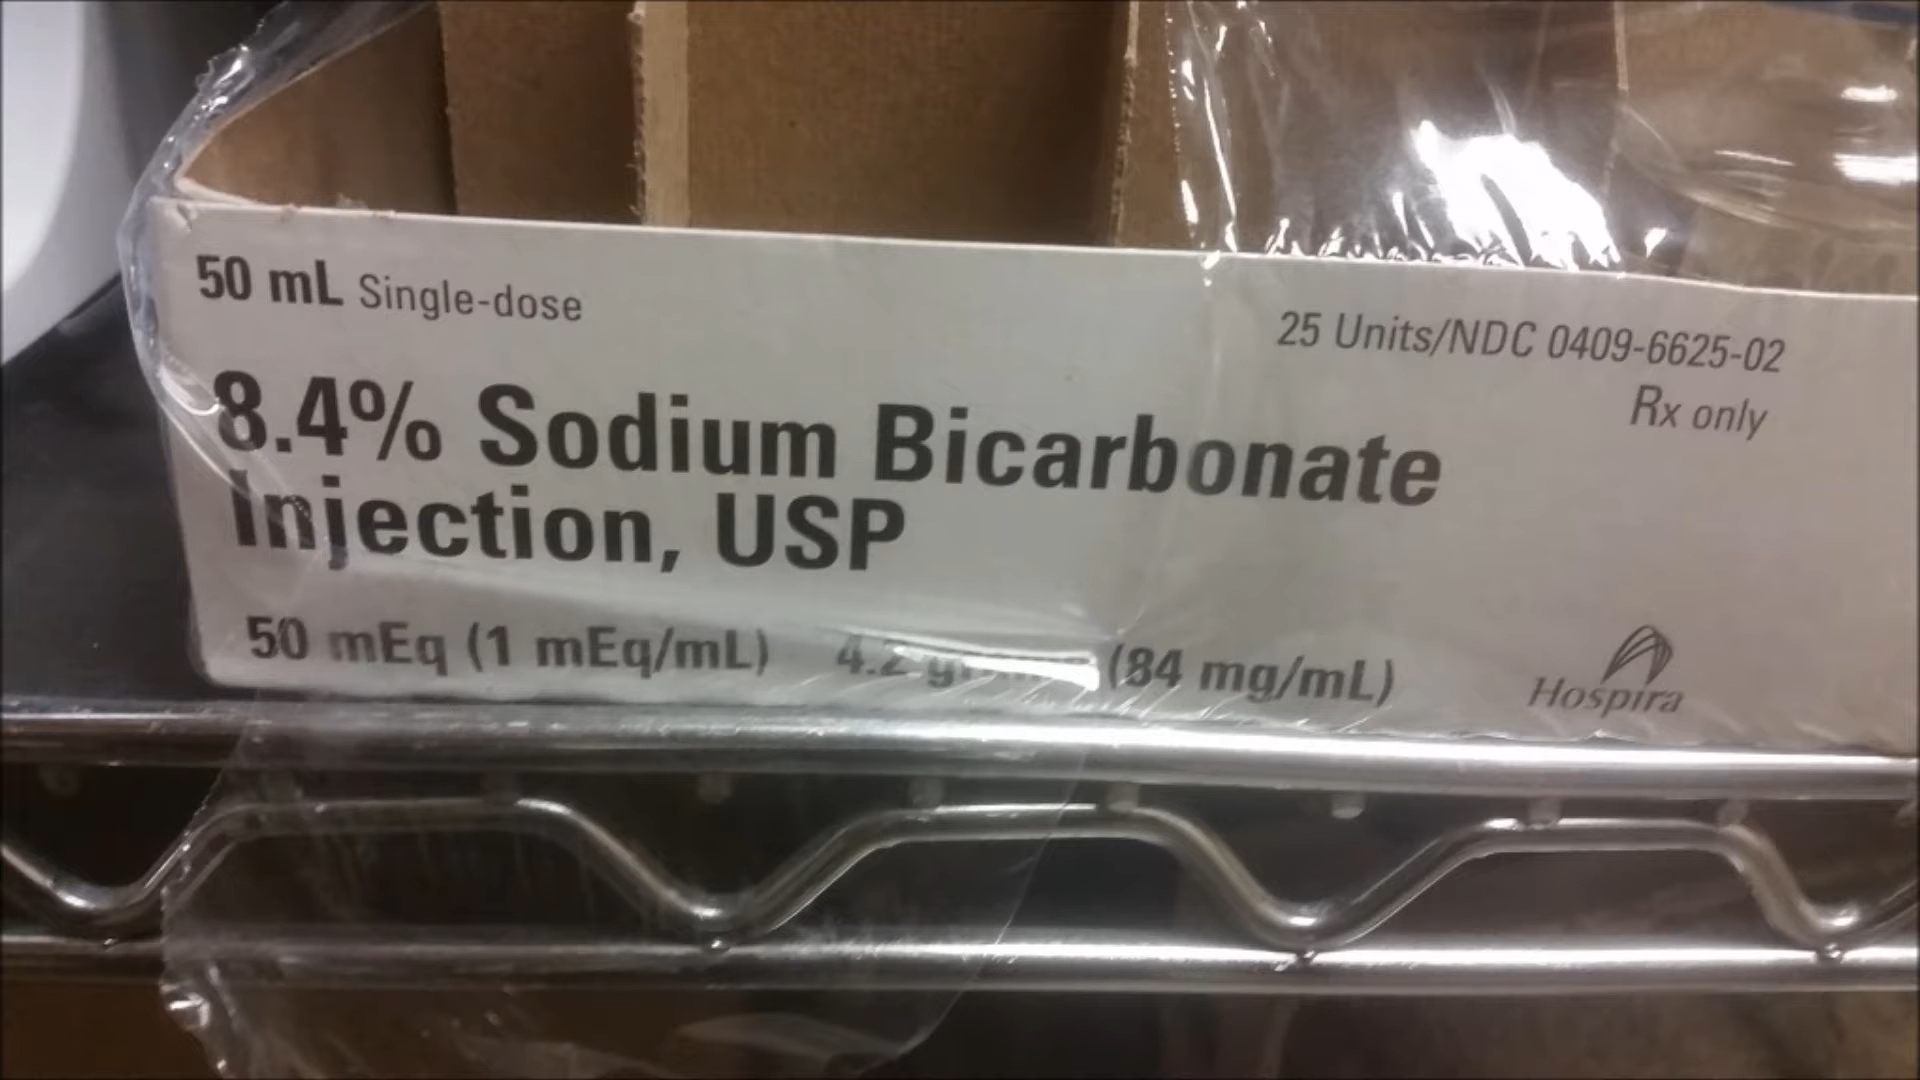 50 mL Single-dose
25 Units/NDC 0409-6625-02
Rx only
8.4% Sodium Bicarbonate
Injection, USP
50 mEq (1 mEq/mL) 4.2 (84 mg/mL)
Hospira